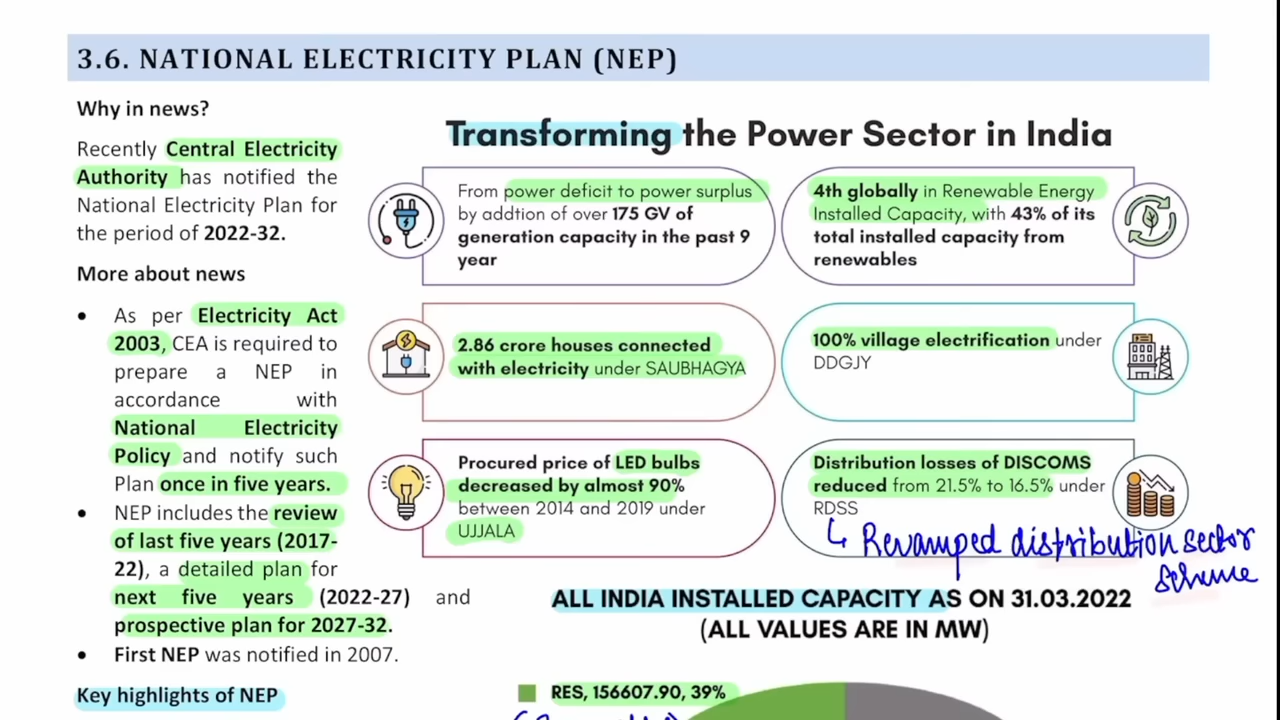 3.6. NATIONAL ELECTRICITY PLAN (NEP)
Why in news?
Recently Central Electricity
Authority has notified the
National Electricity Plan for
the period of 2022-32.
More about news
• As per Electricity Act
2003, CEA is required to
prepare a NEP in
accordance with
National Electricity
Policy and notify such
Plan once in five years.
• NEP includes the review
of last five years (2017-
22), a detailed plan for
next five years (2022-27) and
prospective plan for 2027-32.
• First NEP was notified in 2007.
Key highlights of NEP
Transforming the Power Sector in India
From power deficit to power surplus
by addtion of over 175 GV of
generation capacity in the past 9
year
4th globally in Renewable Energy
Installed Capacity, with 43% of its
total installed capacity from
renewables
2.86 crore houses connected
with electricity under SAUBHAGYA
100% village electrification under
DDGJY
Procured price of LED bulbs
decreased by almost 90%
between 2014 and 2019 under
UJJALA
Distribution losses of DISCOMS
reduced from 21.5% to 16.5% under
RDSS
Revamped distribution sector
scheme
ALL INDIA INSTALLED CAPACITY AS ON 31.03.2022
(ALL VALUES ARE IN MW)
RES, 156607.90, 39%